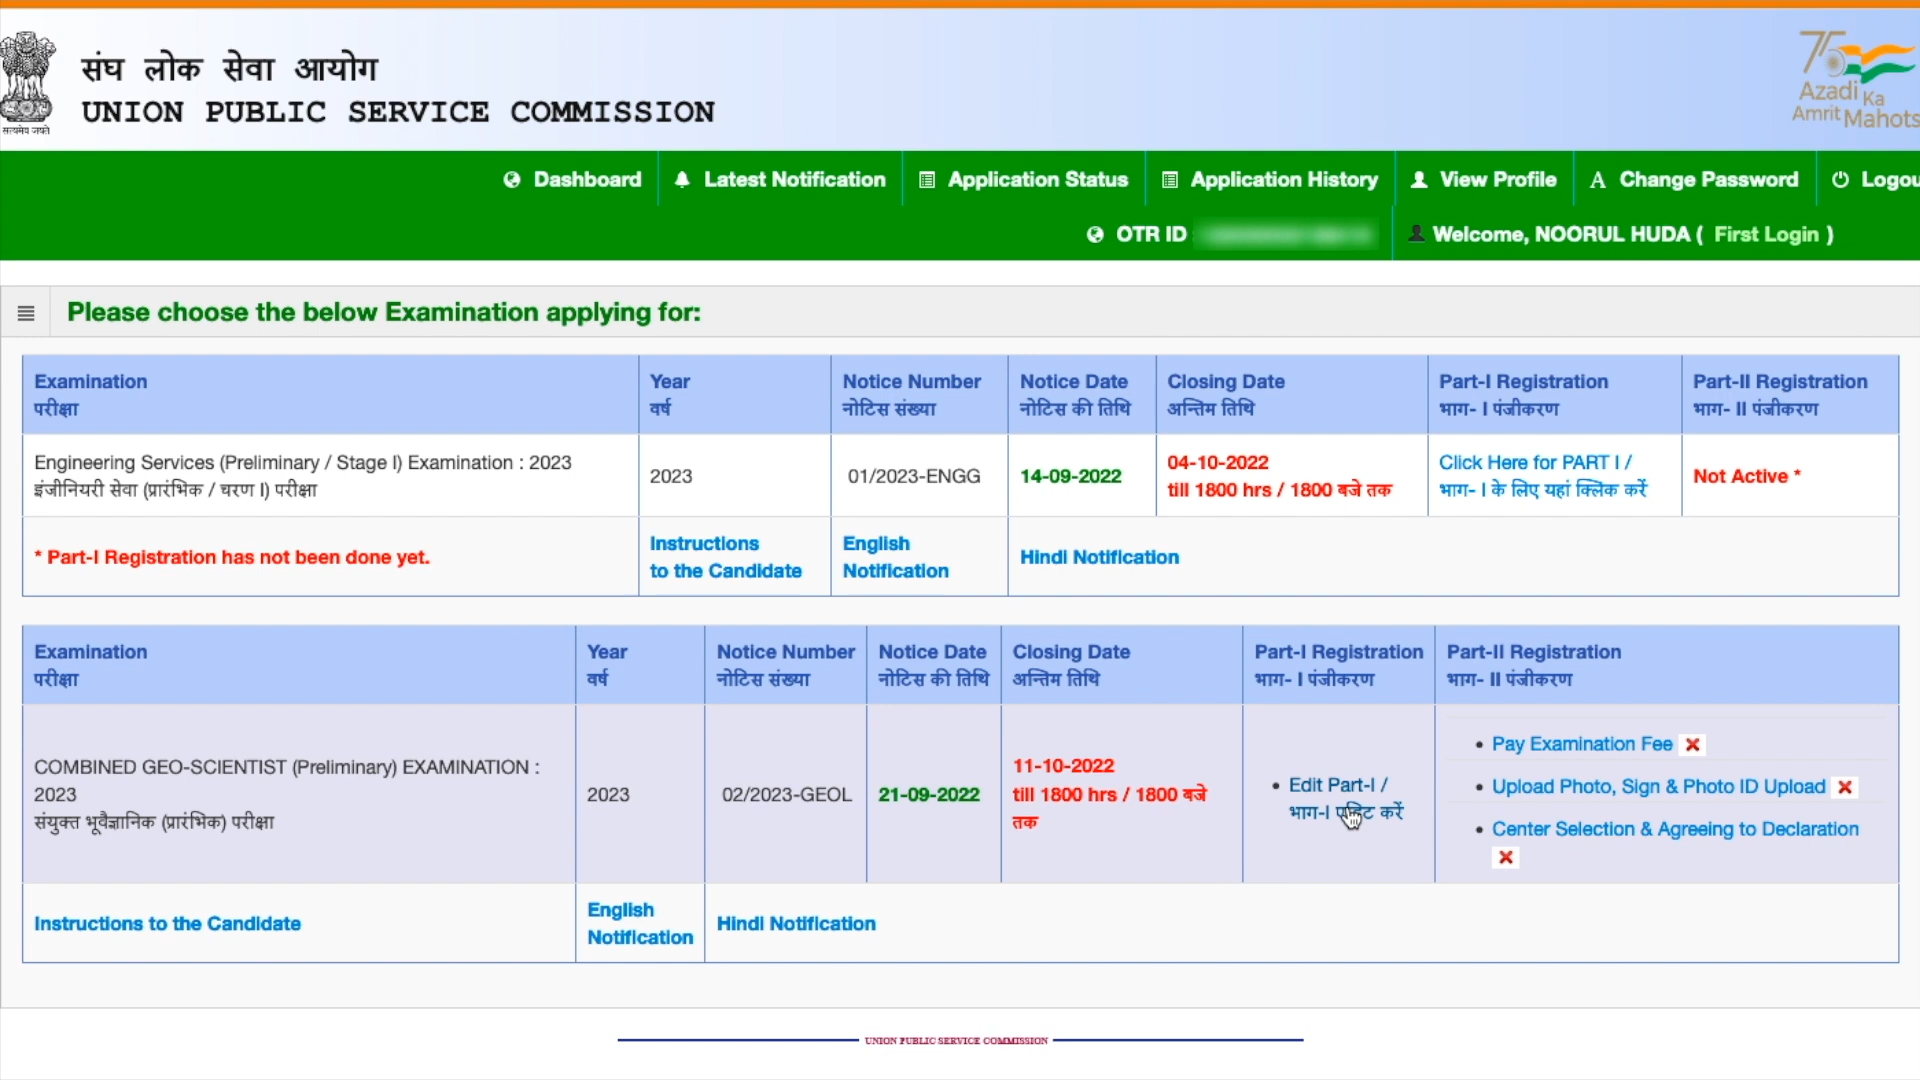 संघ लोक सेवा आयोग
UNION PUBLIC SERVICE COMMISSION
सत्यमेव जयते
75
Azadi Ka
Amrit Mahots
Dashboard
Latest Notification
Application Status
Application History
View Profile
Change Password
Logou
OTR ID
Welcome, NOORUL HUDA ( First Login )
Please choose the below Examination applying for:
Examination
परीक्षा
Year
वर्ष
Notice Number
नोटिस संख्या
Notice Date
नोटिस की तिथि
Closing Date
अन्तिम तिथि
Part-I Registration
भाग- I पंजीकरण
Part-II Registration
भाग- II पंजीकरण
Engineering Services (Preliminary / Stage I) Examination : 2023
इंजीनियरी सेवा (प्रारंभिक / चरण I) परीक्षा
2023
01/2023-ENGG
14-09-2022
04-10-2022
till 1800 hrs / 1800 बजे तक
Click Here for PART I /
भाग- I के लिए यहां क्लिक करें
Not Active *
* Part-I Registration has not been done yet.
Instructions
to the Candidate
English
Notification
Hindi Notification
Examination
परीक्षा
Year
वर्ष
Notice Number
नोटिस संख्या
Notice Date
नोटिस की तिथि
Closing Date
अन्तिम तिथि
Part-I Registration
भाग- I पंजीकरण
Part-II Registration
भाग- II पंजीकरण
COMBINED GEO-SCIENTIST (Preliminary) EXAMINATION :
2023
संयुक्त भूवैज्ञानिक (प्रारंभिक) परीक्षा
2023
02/2023-GEOL
21-09-2022
11-10-2022
till 1800 hrs / 1800 बजे
तक
Edit Part-I /
भाग-I एडिट करें
Pay Examination Fee
Upload Photo, Sign & Photo ID Upload
Center Selection & Agreeing to Declaration
Instructions to the Candidate
English
Notification
Hindi Notification
UNION PUBLIC SERVICE COMMISSION